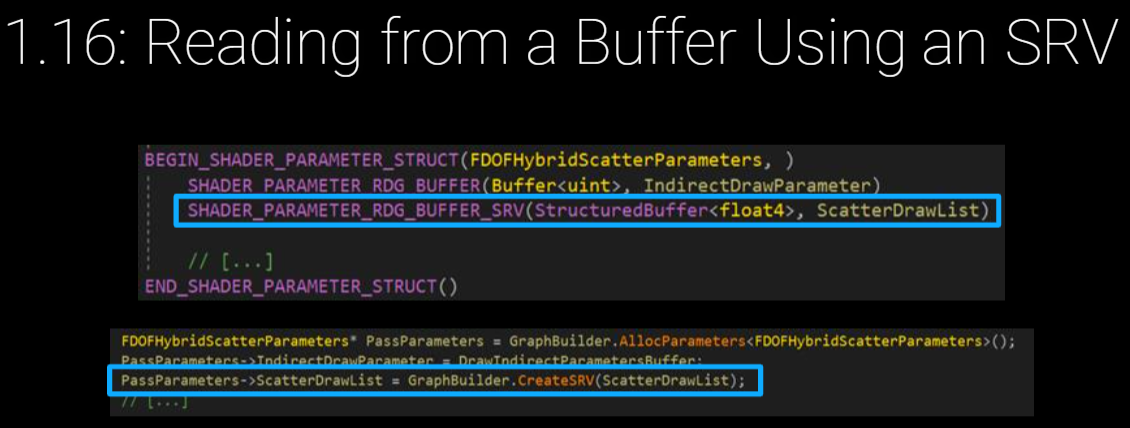 1.16: Reading from a Buffer Using an SRV
BEGIN_SHADER_PARAMETER_STRUCT(FDOFHybridScatterParameters, )
SHADER_PARAMETER_RDG_BUFFER(Buffer<uint>, IndirectDrawParameter)
SHADER_PARAMETER_RDG_BUFFER_SRV(StructuredBuffer<float4>, ScatterDrawList)
// [...]
END_SHADER_PARAMETER_STRUCT()
FDOFHybridScatterParameters* PassParameters = GraphBuilder.AllocParameters<FDOFHybridScatterParameters>();
PassParameters->IndirectDrawParameter = DrawIndirectParametersBuffer;
PassParameters->ScatterDrawList = GraphBuilder.CreateSRV(ScatterDrawList);
// [...]